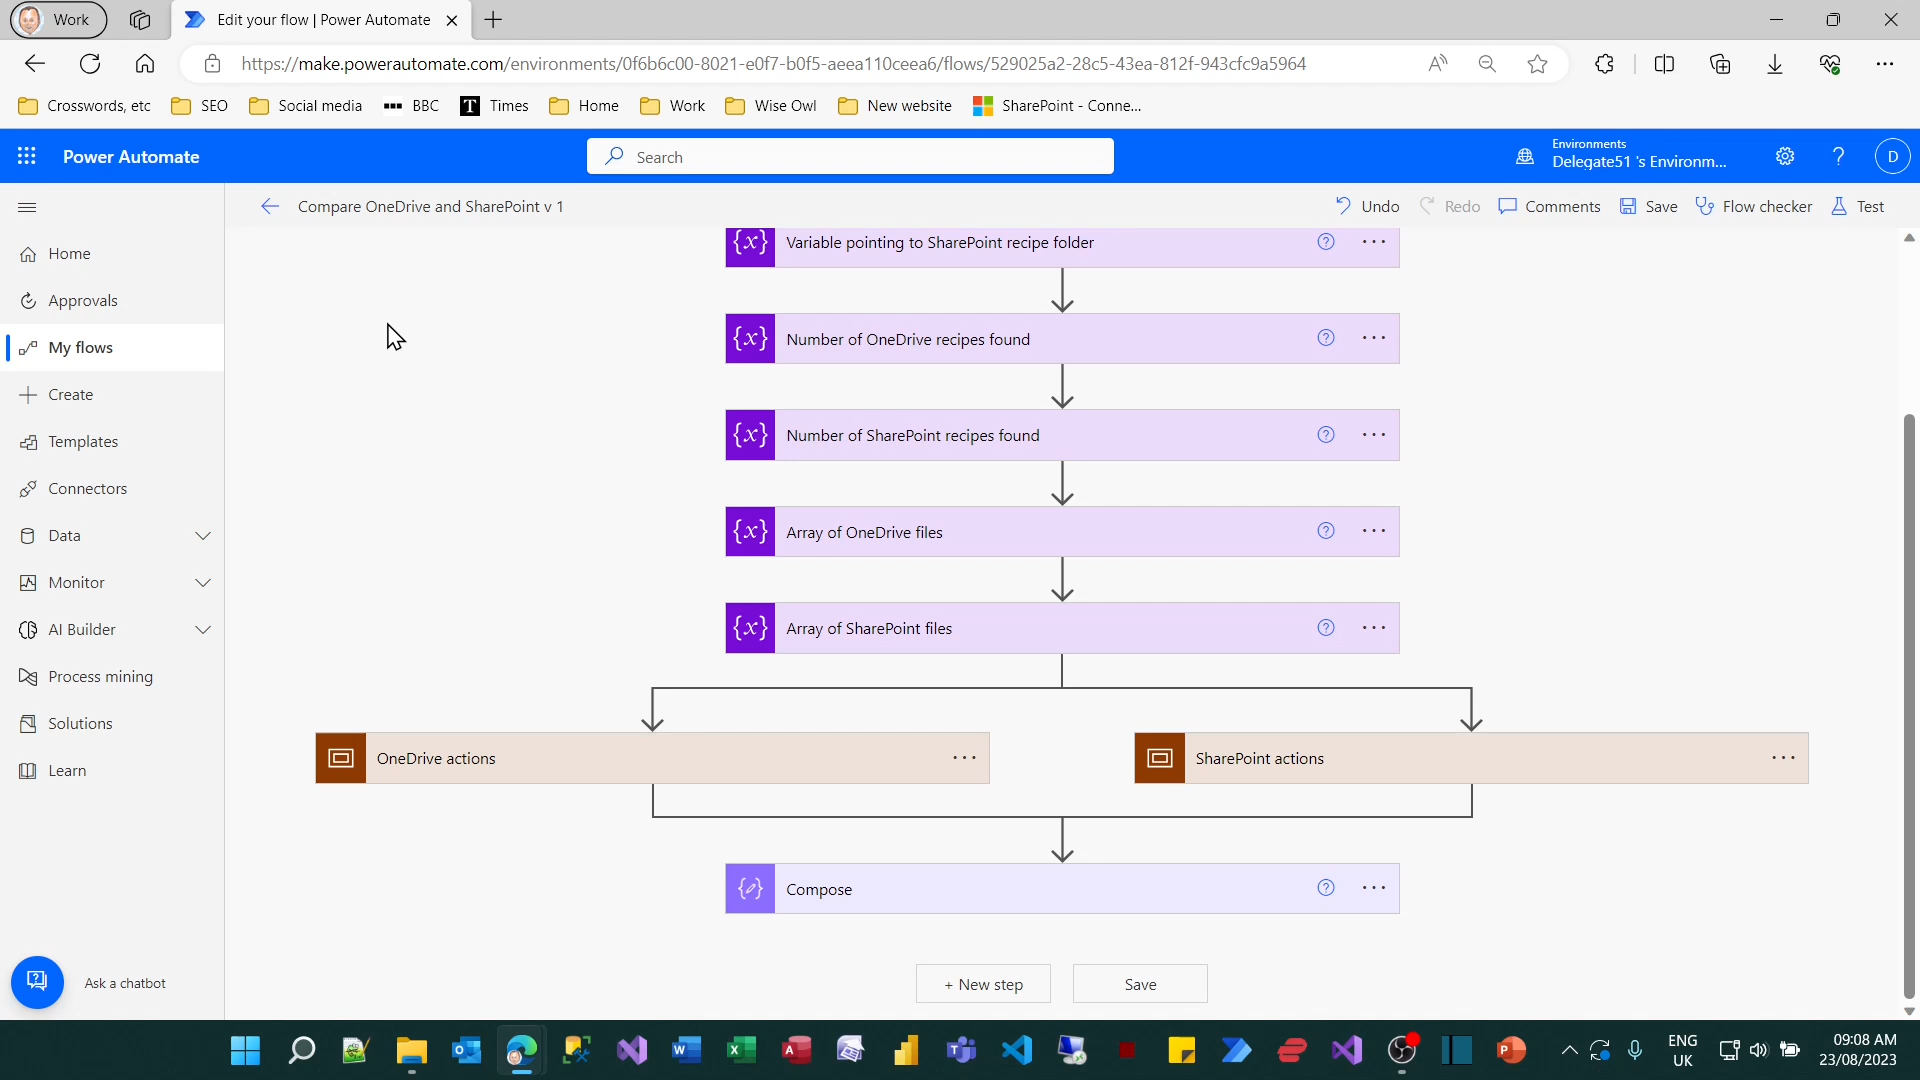 Work
Edit your flow | Power Automate
https://make.powerautomate.com/environments/0f6b6c00-8021-e0f7-b0f5-aeea110ceea6/flows/529025a2-28c5-43ea-812f-943cfc9a5964
Crosswords, etc
SEO
Social media
BBC
T Times
Home
Work
Wise Owl
New website
SharePoint - Conne...
Power Automate
Search
Environments
Delegate51 's Environm...
?
D
Compare OneDrive and SharePoint v 1
Undo
Redo
Comments
Save
Flow checker
Test
Home
Approvals
My flows
Create
Templates
Connectors
Data
Monitor
AI Builder
Process mining
Solutions
Learn
Ask a chatbot
{x} Variable pointing to SharePoint recipe folder ? ...
{x} Number of OneDrive recipes found ? ...
{x} Number of SharePoint recipes found ? ...
{x} Array of OneDrive files ? ...
{x} Array of SharePoint files ? ...
OneDrive actions ...
SharePoint actions ...
Compose ? ...
+ New step
Save
ENG
UK
09:08 AM
23/08/2023